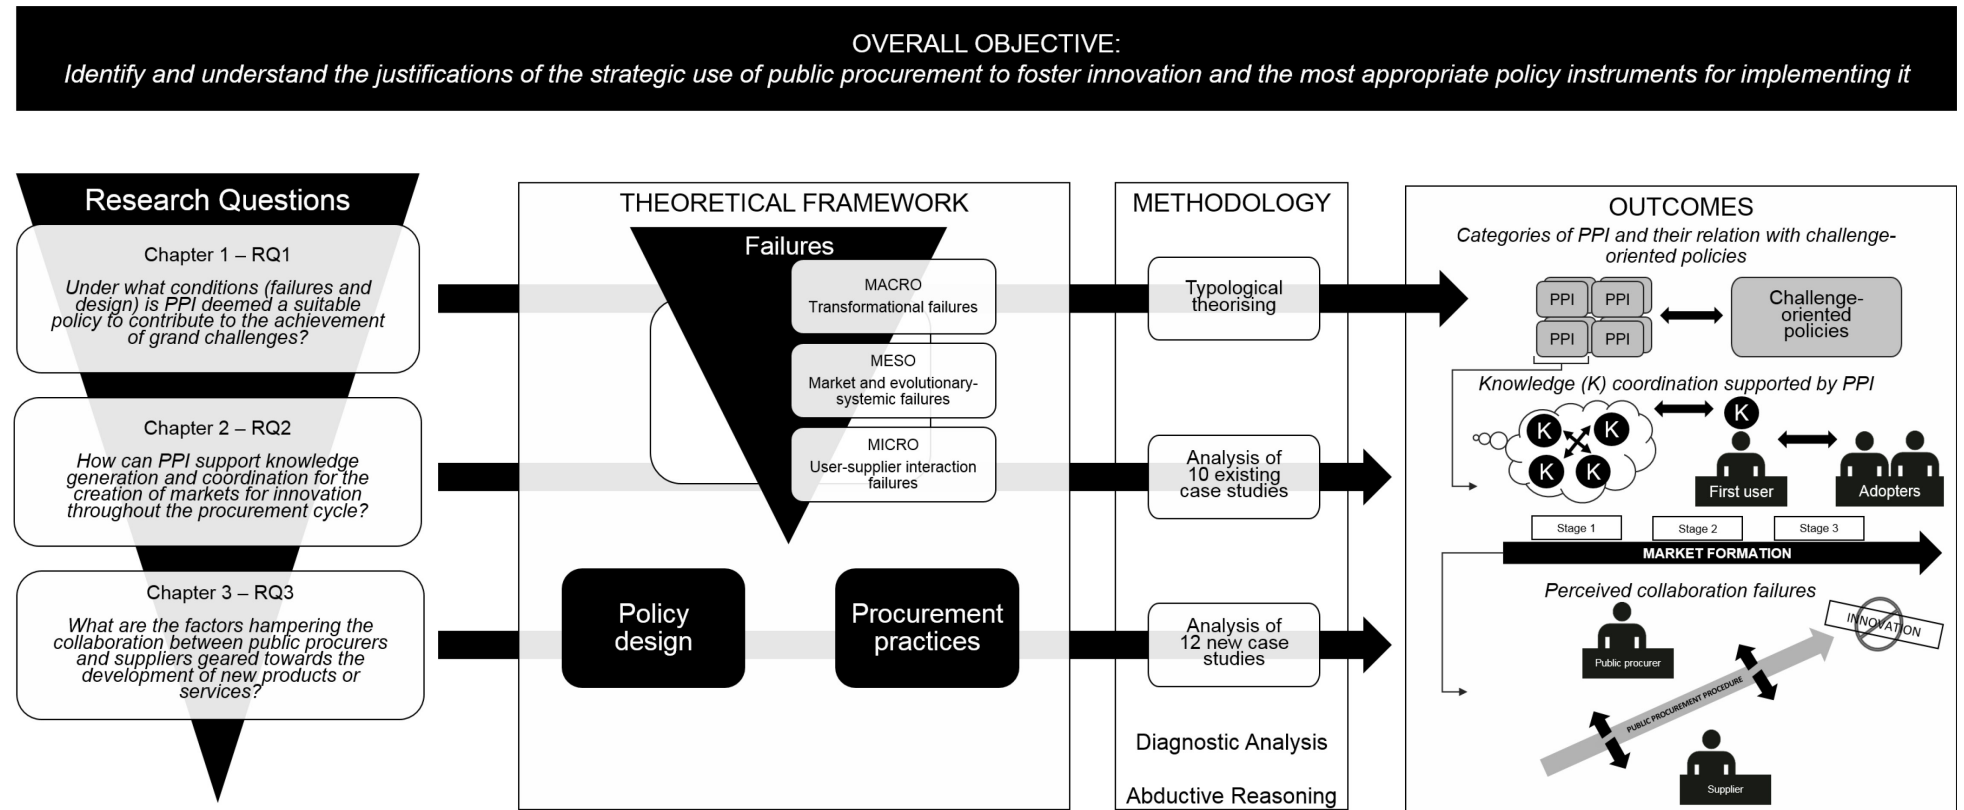 OVERALL OBJECTIVE:
Identify and understand the justifications of the strategic use of public procurement to foster innovation and the most appropriate policy instruments for implementing it
Research Questions
Chapter 1 – RQ1
Under what conditions (failures and
design) is PPI deemed a suitable
policy to contribute to the achievement
of grand challenges?
Chapter 2 – RQ2
How can PPI support knowledge
generation and coordination for the
creation of markets for innovation
throughout the procurement cycle?
Chapter 3 – RQ3
What are the factors hampering the
collaboration between public procurers
and suppliers geared towards the
development of new products or
services?
THEORETICAL FRAMEWORK
Failures
MACRO
Transformational failures
MESO
Market and evolutionary-
systemic failures
MICRO
User-supplier interaction
failures
Policy
design
Procurement
practices
METHODOLOGY
Typological
theorising
Analysis of
10 existing
case studies
Analysis of
12 new case
studies
Diagnostic Analysis
Abductive Reasoning
OUTCOMES
Categories of PPI and their relation with challenge-
oriented policies
PPI PPI
PPI PPI
Challenge-
oriented
policies
Knowledge (K) coordination supported by PPI
K
K K
K K
First user
Adopters
Stage 1
Stage 2
Stage 3
MARKET FORMATION
Perceived collaboration failures
INNOVATION
Public procurer
PUBLIC PROCUREMENT PROCEDURE
Supplier